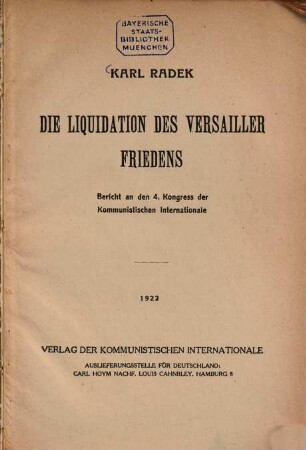 BAYERISCHE
STAATS-
BIBLIOTHEK
MUENCHEN
KARL RADEK
DIE LIQUIDATION DES VERSAILLER
FRIEDENS
Bericht an den 4. Kongress der
Kommunistischen Internationale
1922
VERLAG DER KOMMUNISTISCHEN INTERNATIONALE
AUSLIEFERUNGSSTELLE FÜR DEUTSCHLAND:
CARL HOYM NACHF. LOUIS CAHNBLEY, HAMBURG 8